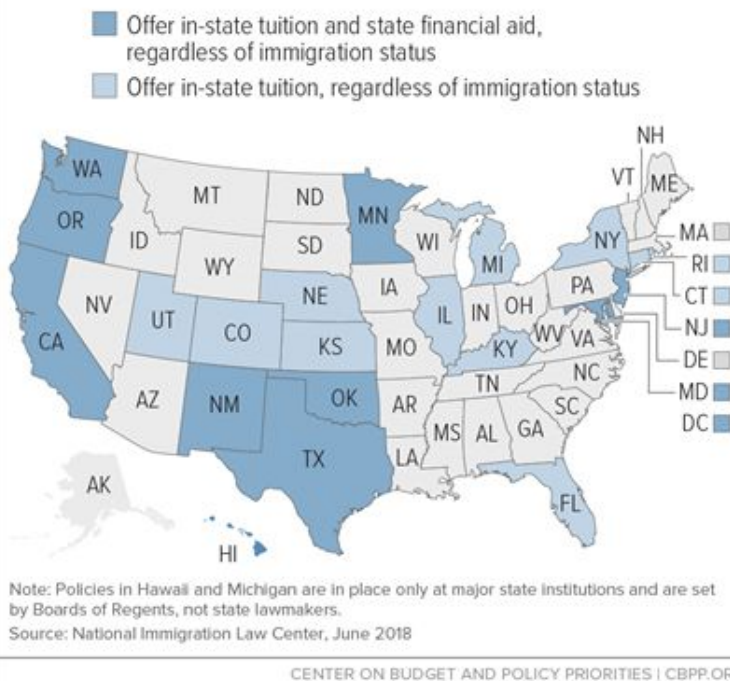 Offer in-state tuition and state financial aid,
regardless of immigration status
Offer in-state tuition, regardless of immigration status
NH
VT
ME
WA
MT
ND
MN
OR
ID
SD
WI
NY
MA
WY
MI
RI
IA
PA
CT
NV
NE
NJ
UT
CO
IL
IN
OH
DE
CA
KS
MO
WV
VA
MD
KY
NC
DC
AZ
NM
OK
TN
AR
SC
MS
AL
GA
TX
LA
AK
FL
HI
Note: Policies in Hawaii and Michigan are in place only at major state institutions and are set
by Boards of Regents, not state lawmakers.
Source: National Immigration Law Center, June 2018
CENTER ON BUDGET AND POLICY PRIORITIES | CBPP.OR